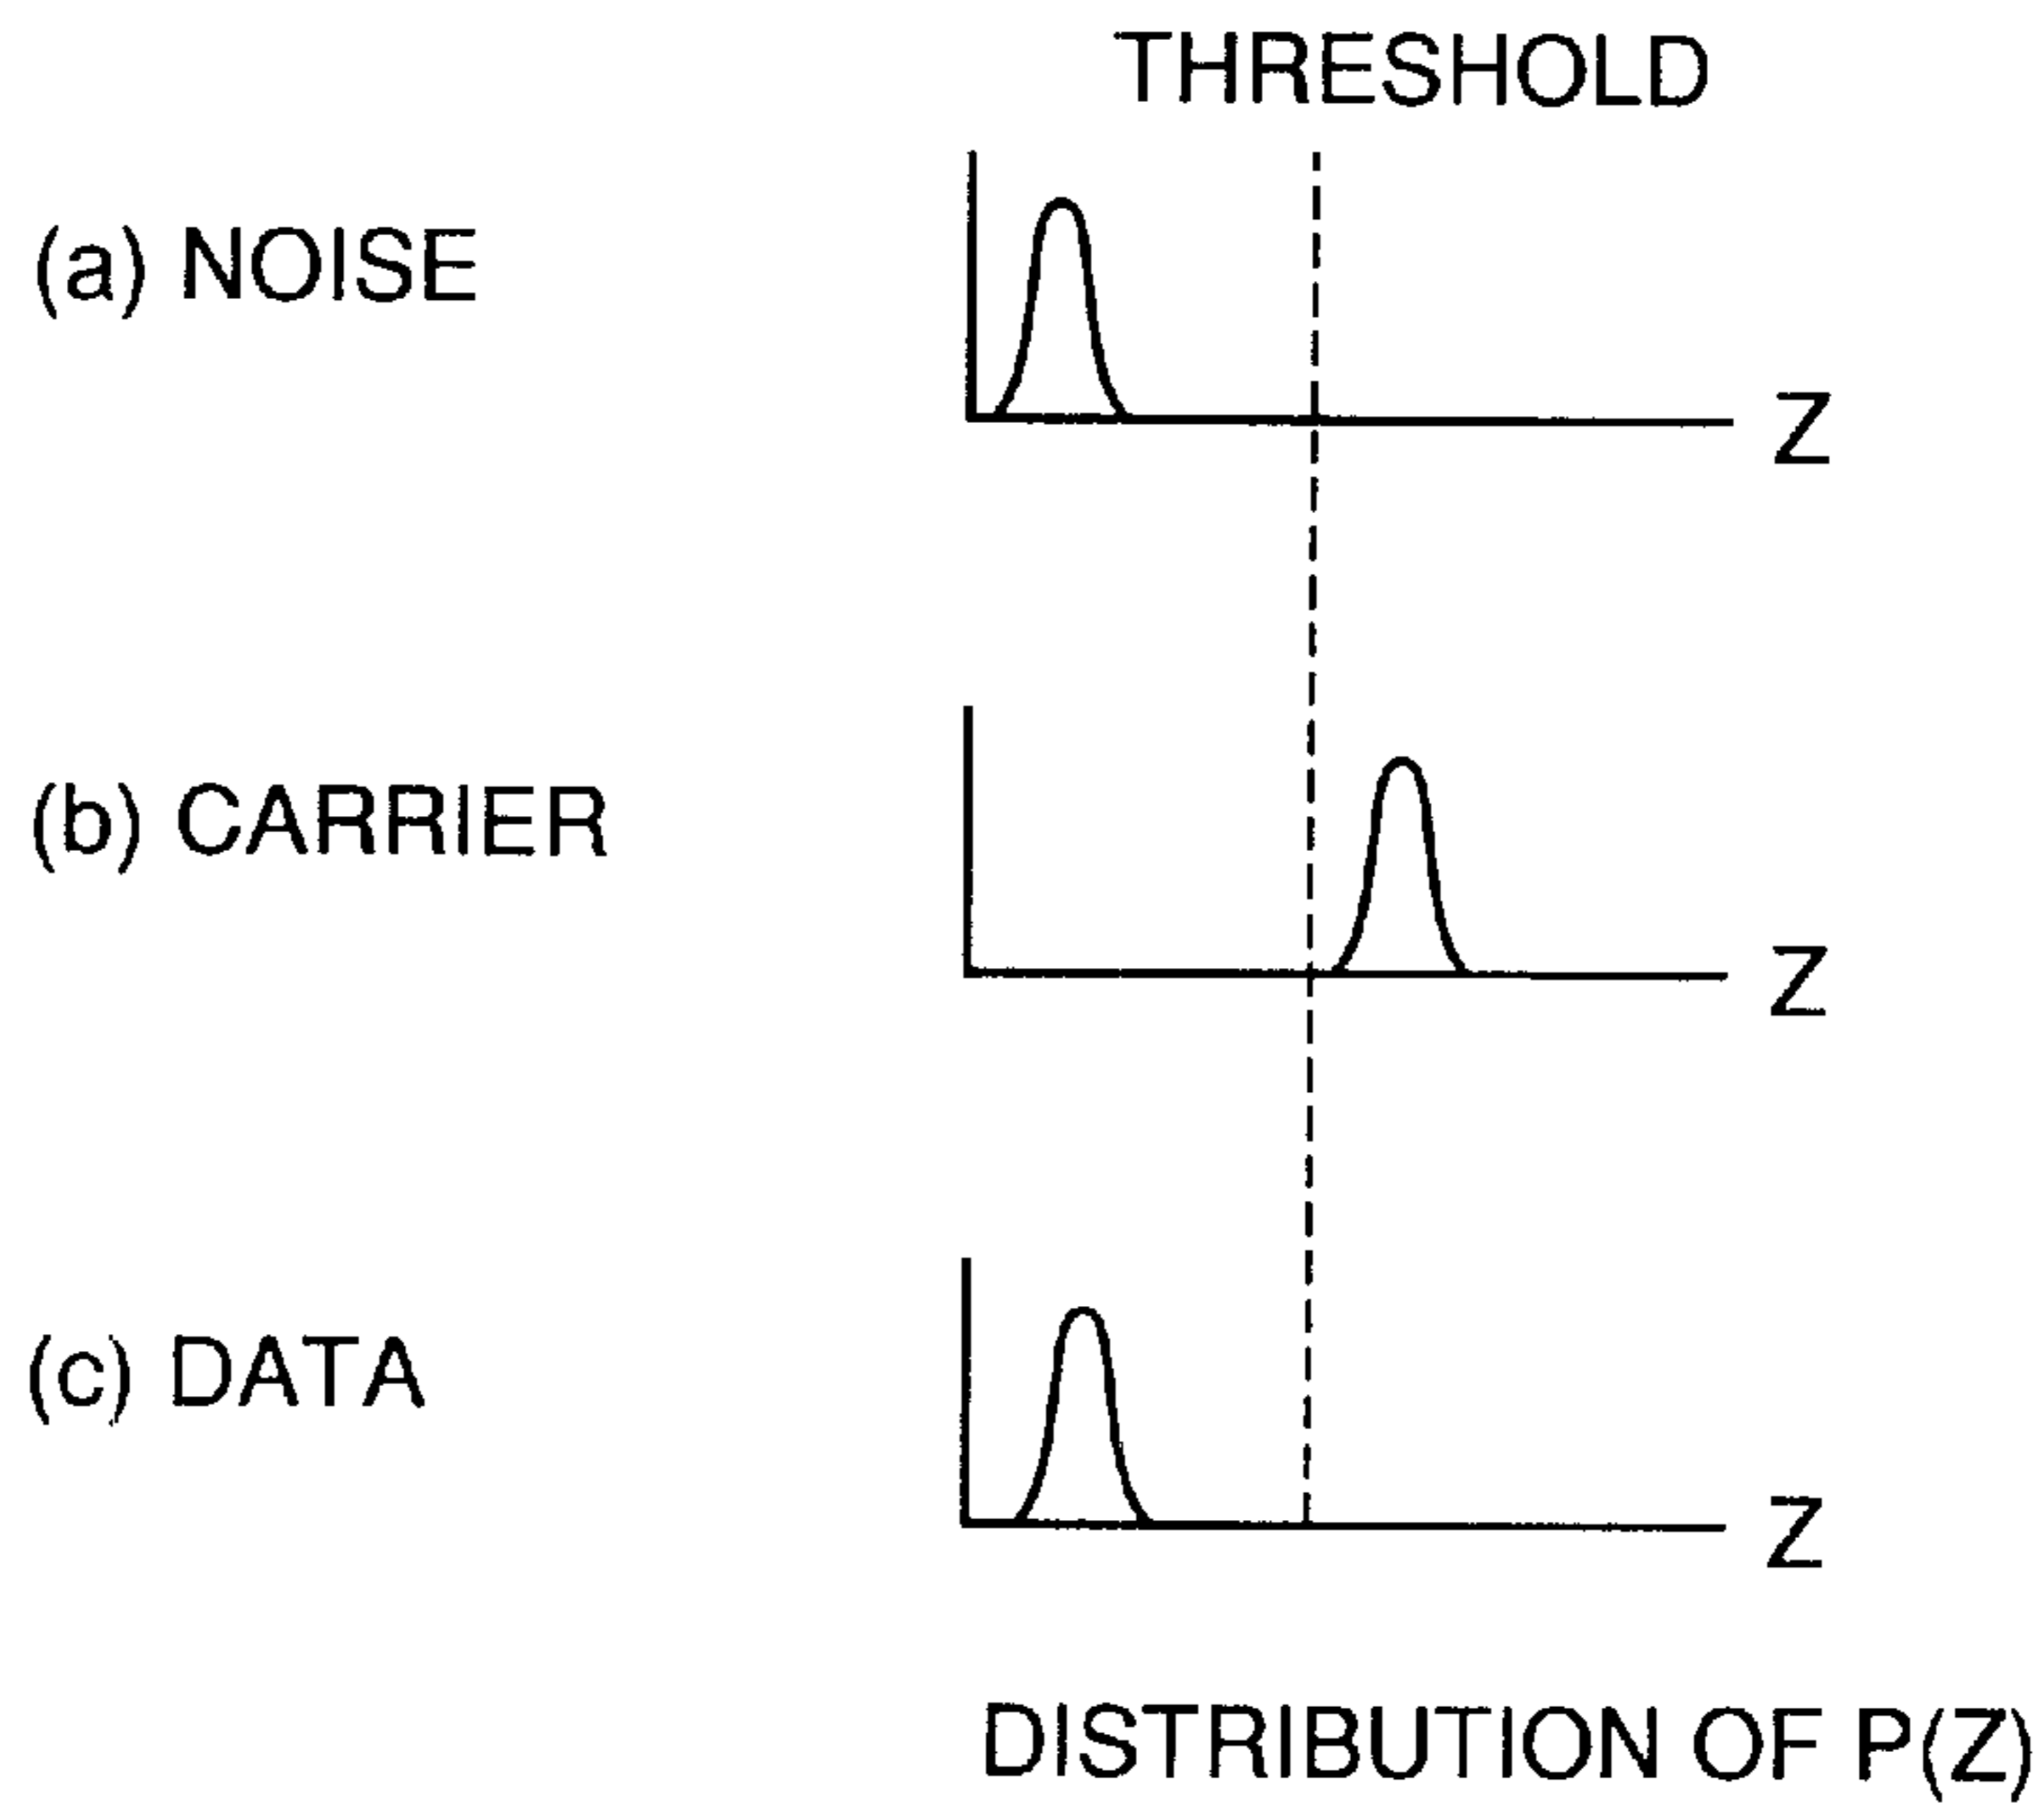 THRESHOLD
(a) NOISE
Z
(b) CARRIER
Z
(c) DATA
Z
DISTRIBUTION OF P(Z)